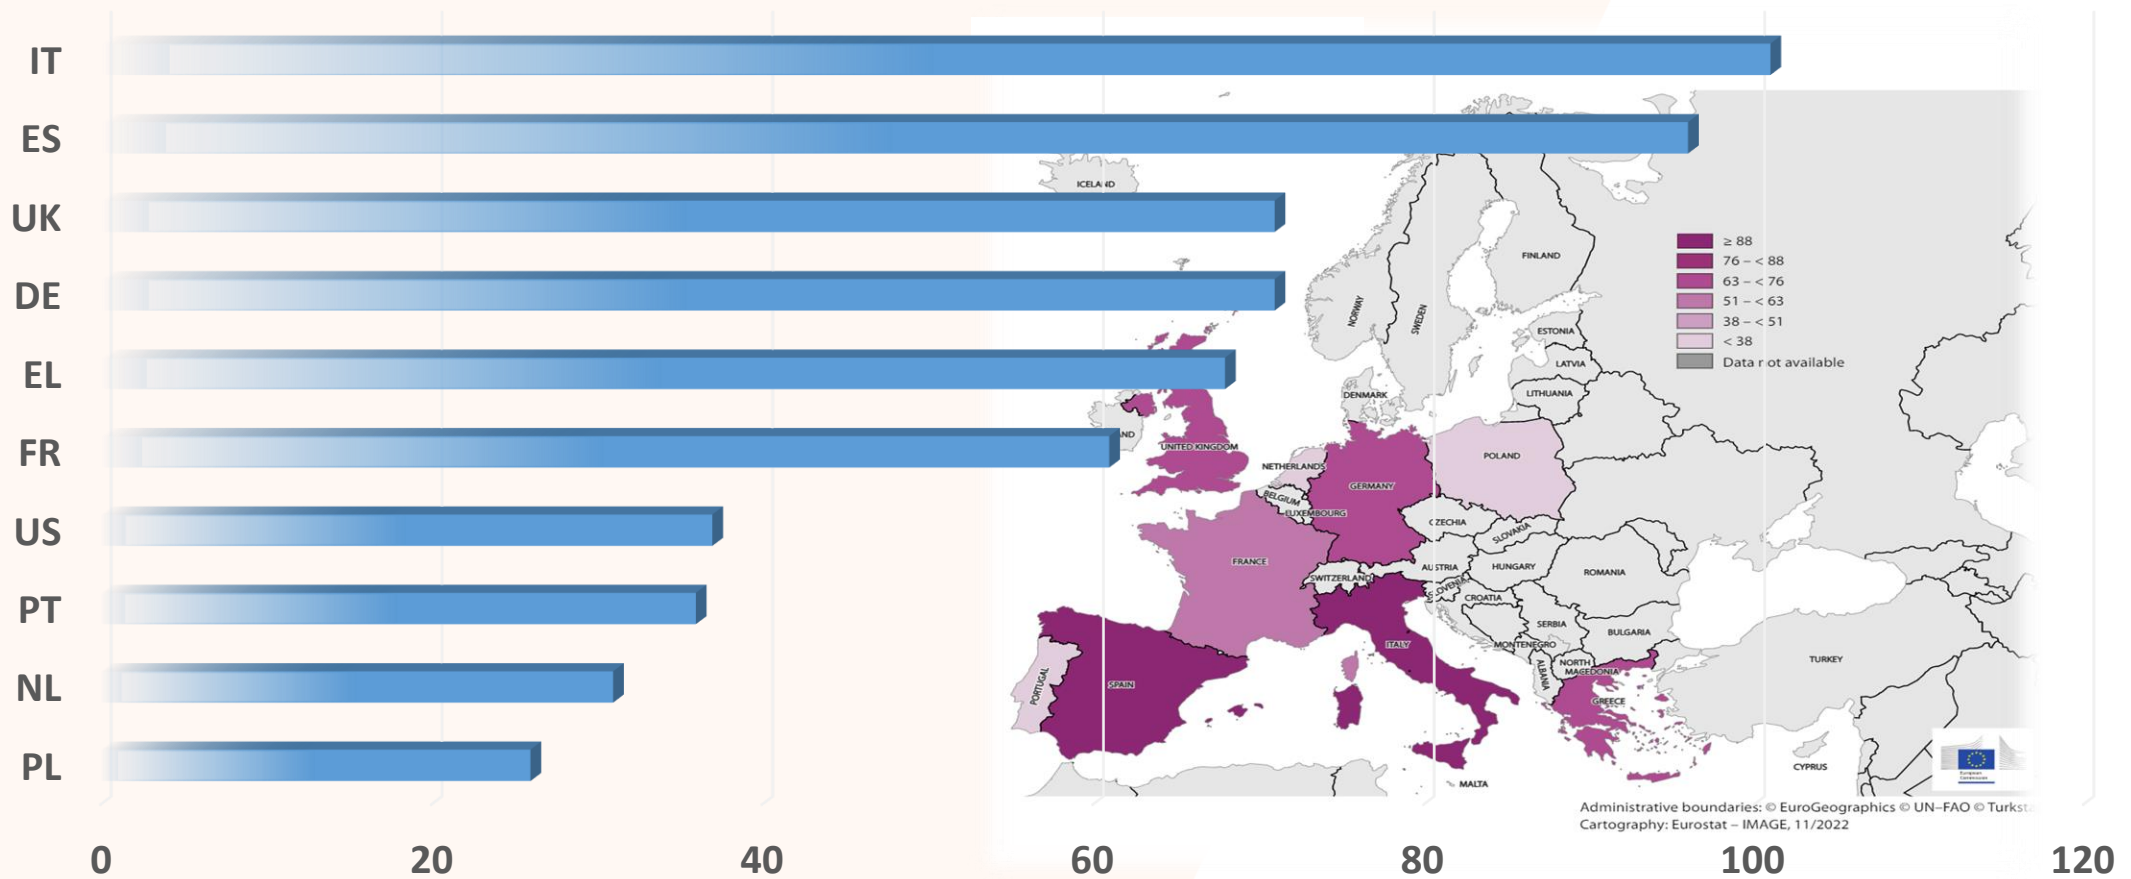 IT
ES
UK
DE
EL
FR
US
PT
NL
PL
0
20
40
60
80
100
120
≥ 88
76 – < 88
63 – < 76
51 – < 63
38 – < 51
< 38
Data not available
ICELAND
FINLAND
NORWAY
SWEDEN
ESTONIA
LATVIA
LITHUANIA
DENMARK
UNITED KINGDOM
NETHERLANDS
BELGIUM
LUXEMBOURG
GERMANY
POLAND
CZECHIA
SLOVAKIA
FRANCE
SWITZERLAND
AUSTRIA
HUNGARY
SLOVENIA
CROATIA
ROMANIA
SERBIA
BULGARIA
MONTENEGRO
NORTH
MACEDONIA
ALBANIA
ITALY
PORTUGAL
SPAIN
GREECE
TURKEY
MALTA
CYPRUS
European
Commission
Administrative boundaries: © EuroGeographics © UN–FAO © Turkst
Cartography: Eurostat – IMAGE, 11/2022